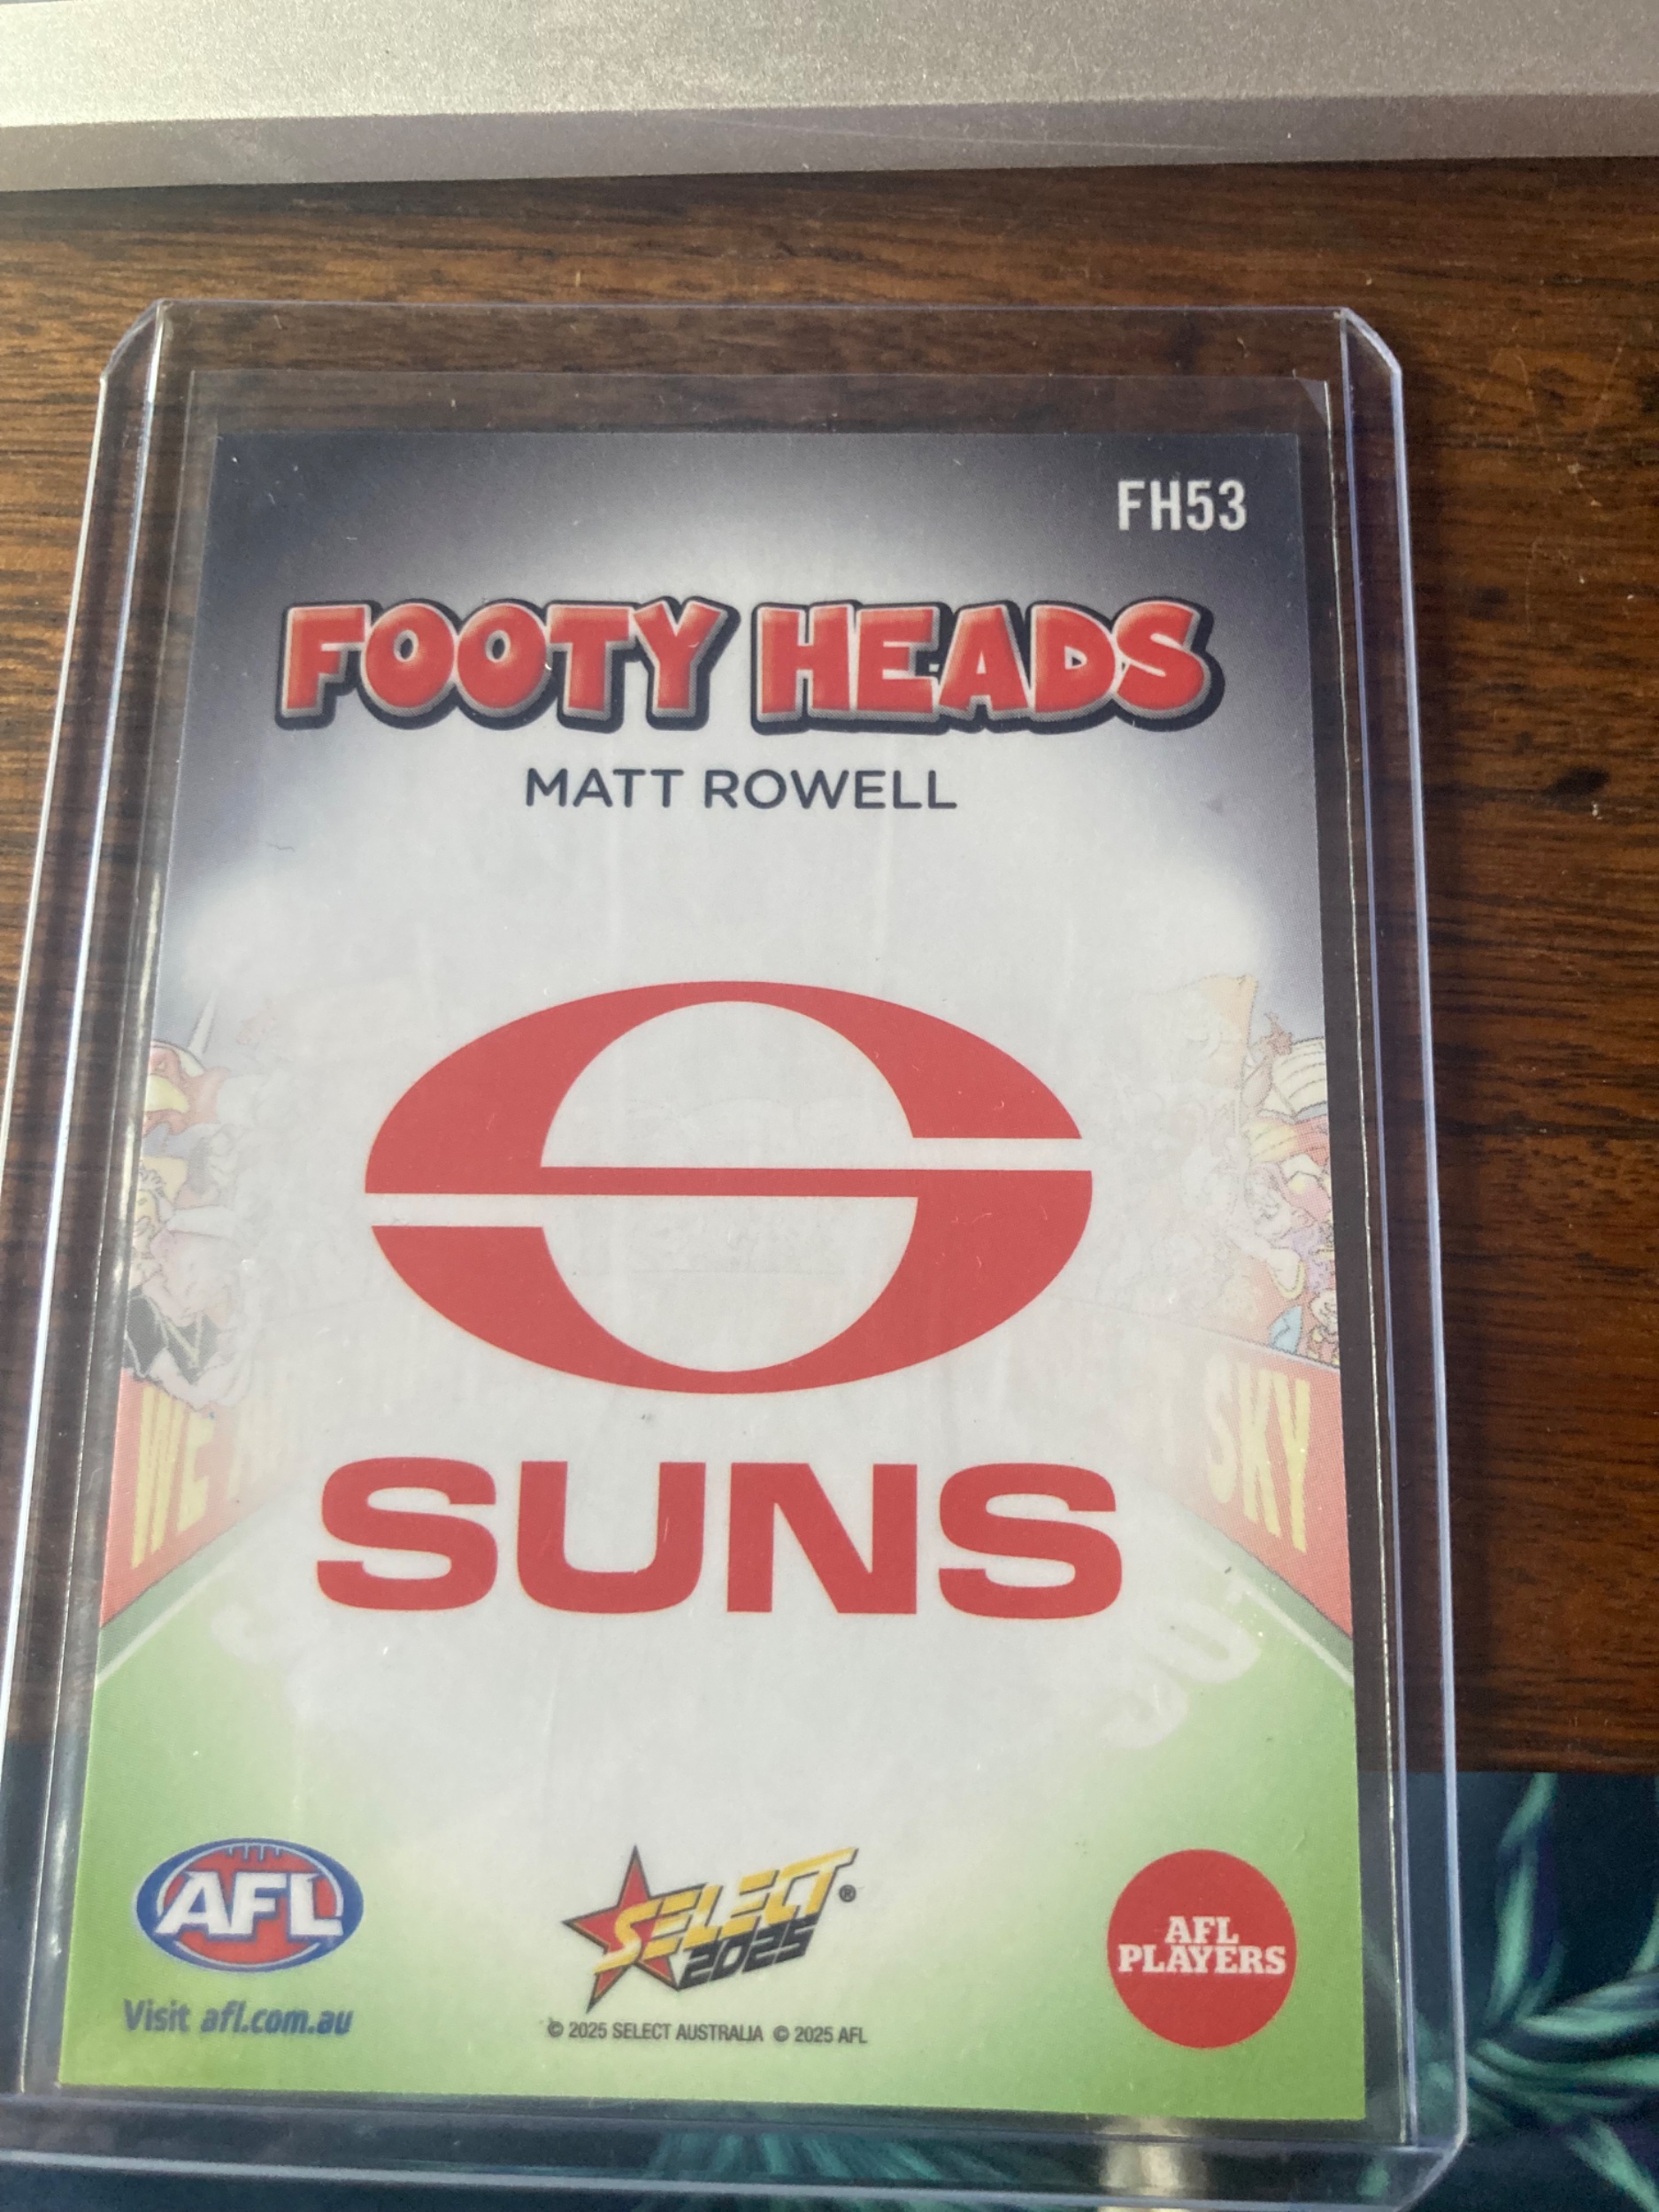 FH53
FOOTY HEADS
MATT ROWELL
SUNS
WE
SKY
AFL
Visit afl.com.au
SELECT®
2025
© 2025 SELECT AUSTRALIA © 2025 AFL
AFL
PLAYERS